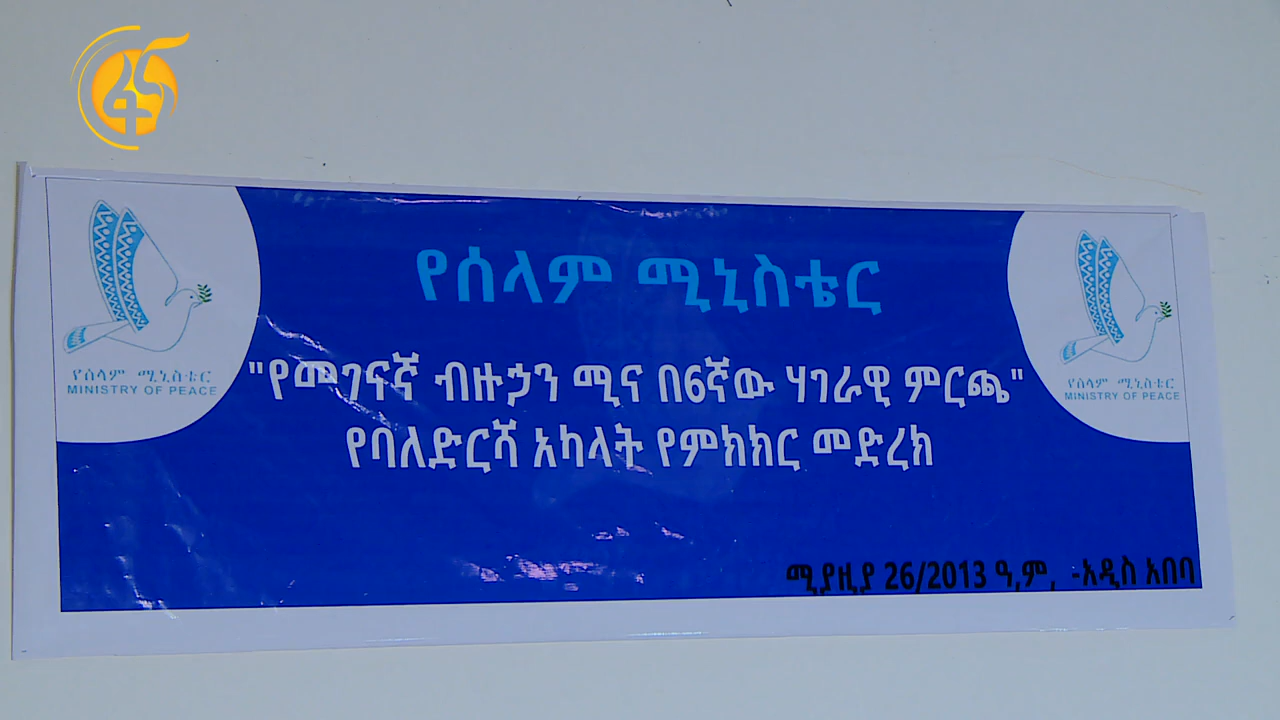 ፋና
የሰላም ሚኒስቴር
"የመገናኛ ብዙኃን ሚና በ6ኛው ሃገራዊ ምርጫ"
የባለድርሻ አካላት የምክክር መድረክ
ሚያዚያ 26/2013 ዓ,ም, -አዲስ አበባ
የሰላም ሚኒስቴር
MINISTRY OF PEACE
የሰላም ሚኒስቴር
MINISTRY OF PEACE